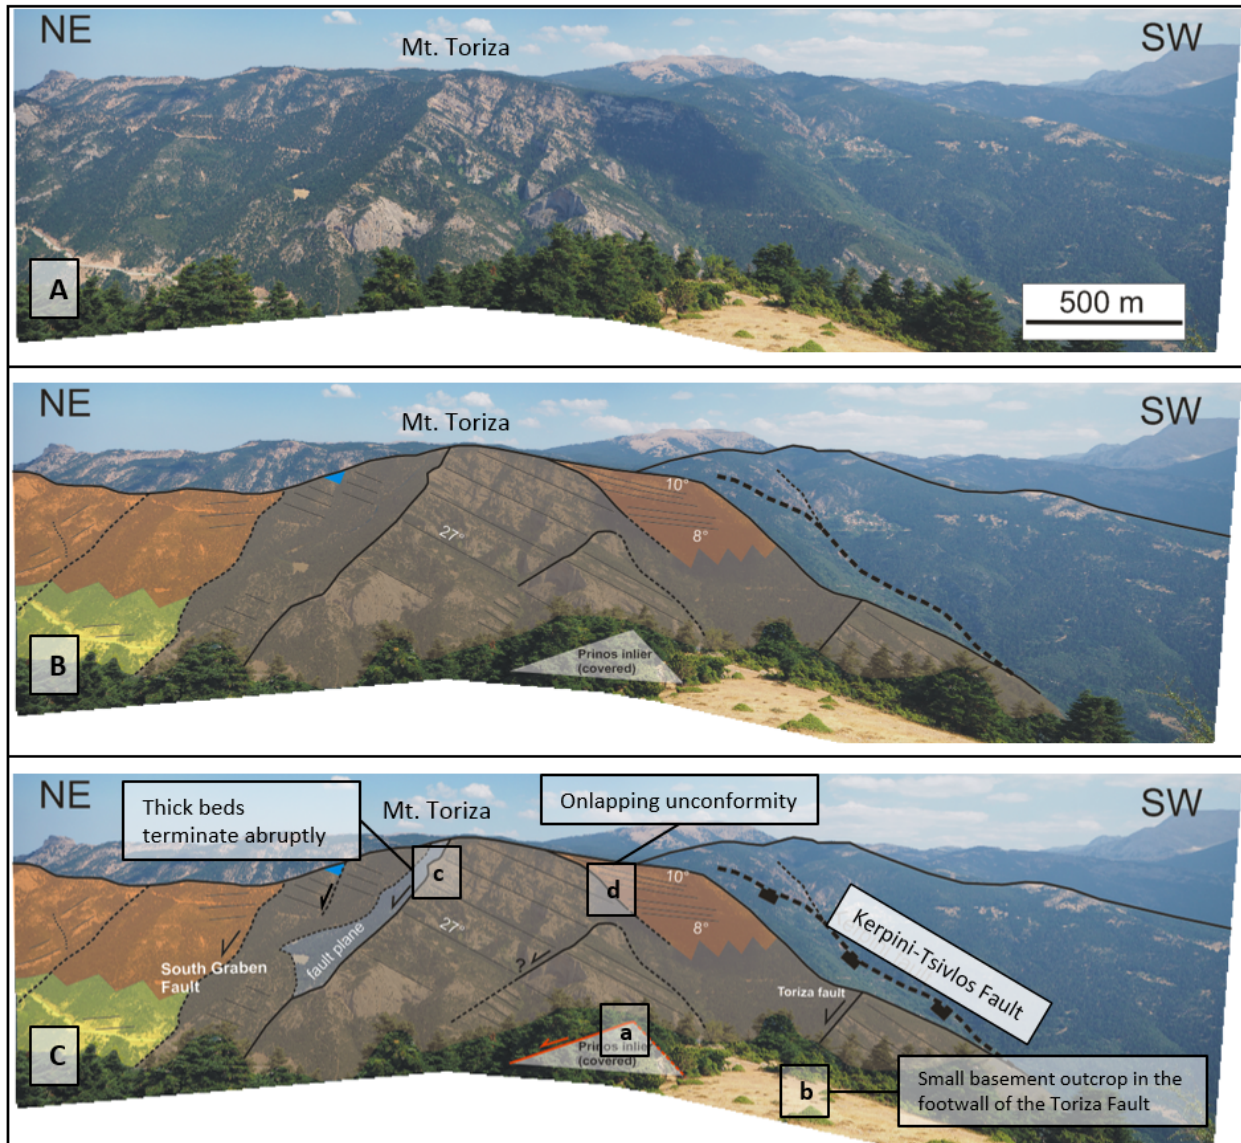 NE
Mt. Toriza
SW
A
500 m
NE
Mt. Toriza
SW
10°
27°
8°
Prinos inlier
(covered)
B
NE
Thick beds
terminate abruptly
Mt. Toriza
Onlapping unconformity
SW
c
d
10°
27°
8°
Kerpini-Tsivlos Fault
fault plane
South Graben
Fault
?
Toriza fault
a
Prinos inlier
(covered)
C
b
Small basement outcrop in the
footwall of the Toriza Fault